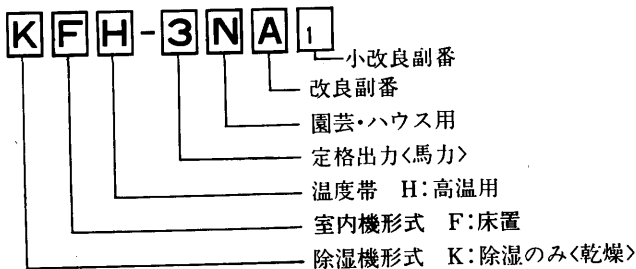 KFH-3NA1
小改良副番
改良副番
園芸・ハウス用
定格出力<馬力>
温度帯 H:高温用
室内機形式 F:床置
除湿機形式 K:除湿のみ<乾燥>